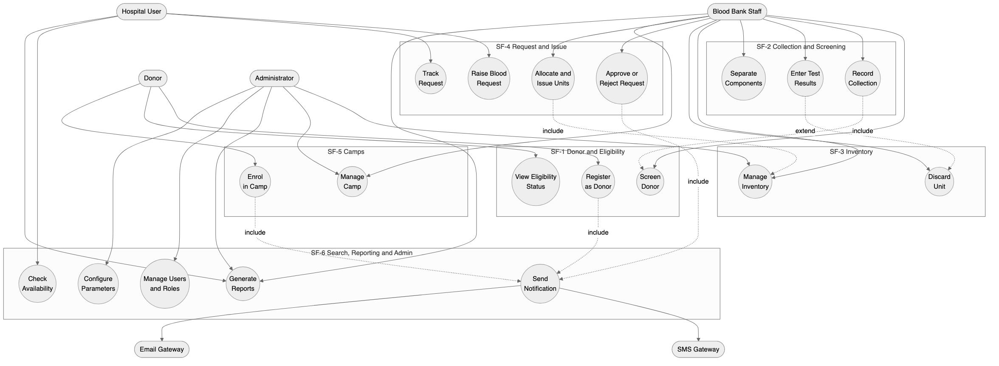 Hospital User
Blood Bank Staff
SF-4 Request and Issue
SF-2 Collection and Screening
Donor
Administrator
Track
Request
Raise Blood
Request
Allocate and
Issue Units
Approve or
Reject Request
Separate
Components
Enter Test
Results
Record
Collection
include
extend
include
SF-5 Camps
SF-1 Donor and Eligibility
SF-3 Inventory
Enrol
in Camp
Manage
Camp
View Eligibility
Status
Register
as Donor
Screen
Donor
include
Manage
Inventory
Discard
Unit
include
include
SF-6 Search, Reporting and Admin
Check
Availability
Configure
Parameters
Manage Users
and Roles
Generate
Reports
Send
Notification
Email Gateway
SMS Gateway